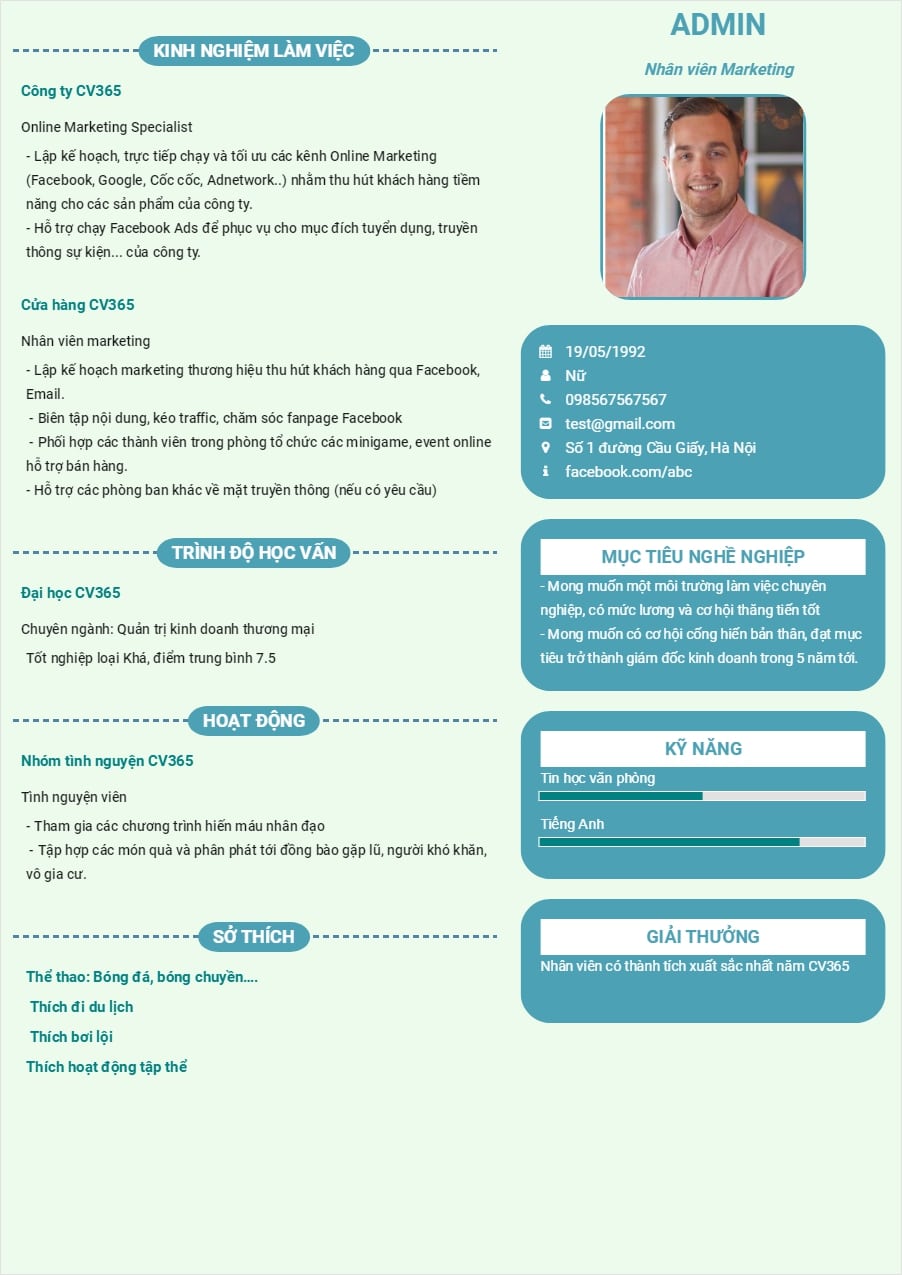 KINH NGHIỆM LÀM VIỆC
Công ty CV365
Online Marketing Specialist
- Lập kế hoạch, trực tiếp chạy và tối ưu các kênh Online Marketing
(Facebook, Google, Cốc cốc, Adnetwork..) nhằm thu hút khách hàng tiềm
năng cho các sản phẩm của công ty.
- Hỗ trợ chạy Facebook Ads để phục vụ cho mục đích tuyển dụng, truyền
thông sự kiện... của công ty.
Cửa hàng CV365
Nhân viên marketing
- Lập kế hoạch marketing thương hiệu thu hút khách hàng qua Facebook,
Email.
- Biên tập nội dung, kéo traffic, chăm sóc fanpage Facebook
- Phối hợp các thành viên trong phòng tổ chức các minigame, event online
hỗ trợ bán hàng.
- Hỗ trợ các phòng ban khác về mặt truyền thông (nếu có yêu cầu)
TRÌNH ĐỘ HỌC VẤN
Đại học CV365
Chuyên ngành: Quản trị kinh doanh thương mại
Tốt nghiệp loại Khá, điểm trung bình 7.5
HOẠT ĐỘNG
Nhóm tình nguyện CV365
Tình nguyện viên
- Tham gia các chương trình hiến máu nhân đạo
- Tập hợp các món quà và phân phát tới đồng bào gặp lũ, người khó khăn,
vô gia cư.
SỞ THÍCH
Thể thao: Bóng đá, bóng chuyền....
Thích đi du lịch
Thích bơi lội
Thích hoạt động tập thể
ADMIN
Nhân viên Marketing
19/05/1992
Nữ
098567567567
test@gmail.com
Số 1 đường Cầu Giấy, Hà Nội
facebook.com/abc
MỤC TIÊU NGHỀ NGHIỆP
- Mong muốn một môi trường làm việc chuyên
nghiệp, có mức lương và cơ hội thăng tiến tốt
- Mong muốn có cơ hội cống hiến bản thân, đạt mục
tiêu trở thành giám đốc kinh doanh trong 5 năm tới.
KỸ NĂNG
Tin học văn phòng
Tiếng Anh
GIẢI THƯỞNG
Nhân viên có thành tích xuất sắc nhất năm CV365